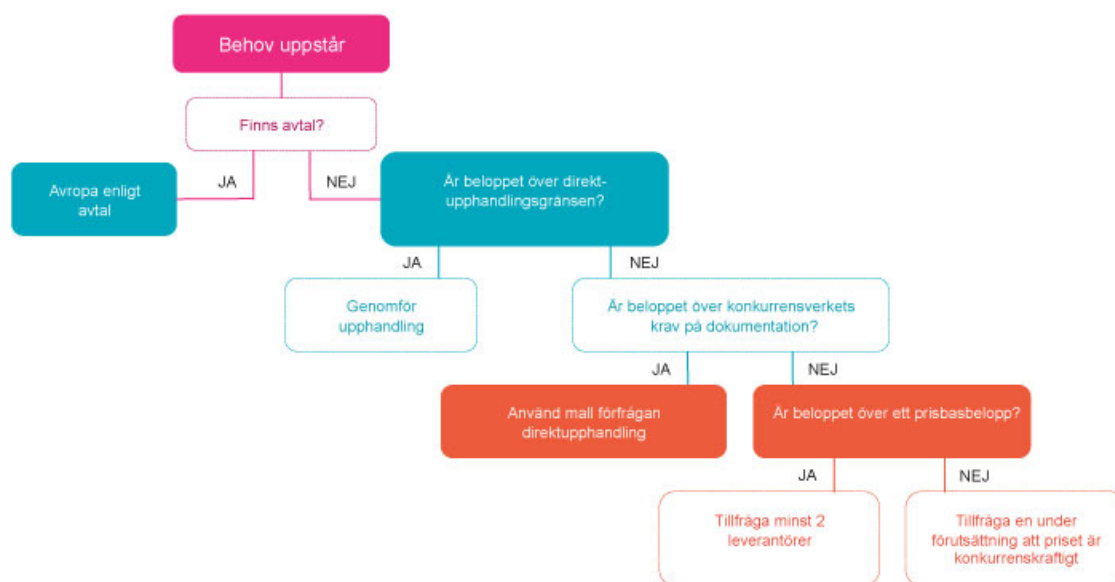 Behov uppstår
Finns avtal?
JA
NEJ
Avropa enligt
avtal
Är beloppet över direkt-
upphandlingsgränsen?
JA
NEJ
Genomför
upphandling
Är beloppet över konkurrensverkets
krav på dokumentation?
JA
NEJ
Använd mall förfrågan
direktupphandling
Är beloppet över ett prisbasbelopp?
JA
NEJ
Tillfråga minst 2
leverantörer
Tillfråga en under
förutsättning att priset är
konkurrenskraftigt